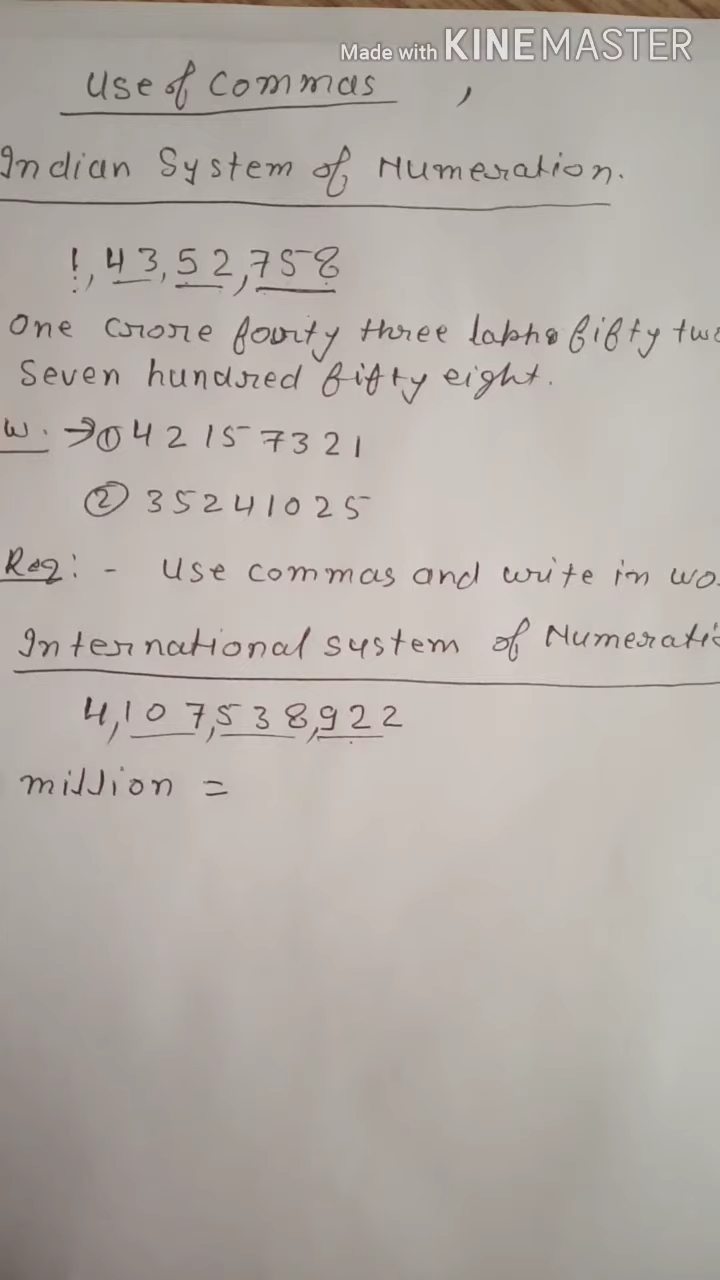 Made with KINEMASTER
Use of Commas ,
Indian System of Numeration.
1,43,52,758
One crore fourty three lakhs fifty two
Seven hundred fifty eight.
W. → ① 42157321
② 35241025
Req: - Use commas and write in wo
International system of Numeratio
4,107,538,922
million =